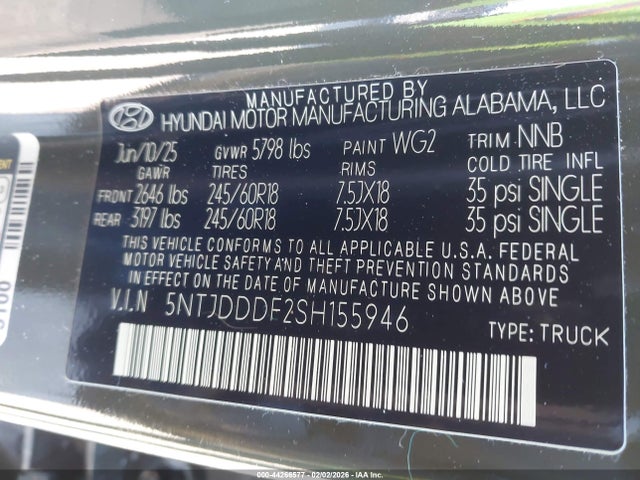 MANUFACTURED BY
HYUNDAI MOTOR MANUFACTURING ALABAMA, LLC
Jun/10/25 GVWR 5798 lbs PAINT WG2 TRIM NNB
GAWR TIRES RIMS COLD TIRE INFL
FRONT 2646 lbs 245/60R18 7.5JX18 35 psi SINGLE
REAR 3197 lbs 245/60R18 7.5JX18 35 psi SINGLE
THIS VEHICLE CONFORMS TO ALL APPLICABLE U.S.A. FEDERAL
MOTOR VEHICLE SAFETY AND THEFT PREVENTION STANDARDS
IN EFFECT ON THE DATE OF MANUFACTURE SHOWN ABOVE
V.I.N 5NTJDDDF2SH155946
TYPE: TRUCK
000-44266577 - 02/02/2026 - IAA Inc.